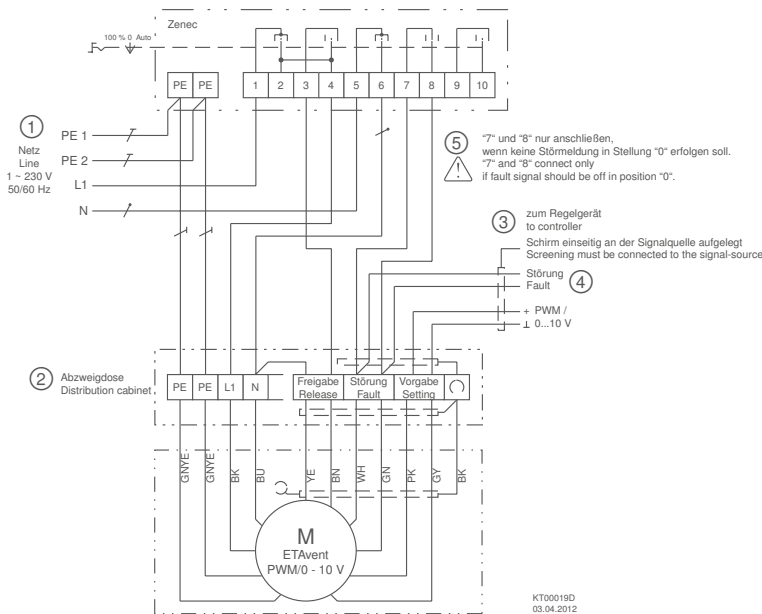 Zenec
100 % 0 Auto
PE PE 1 2 3 4 5 6 7 8 9 10
1
Netz
Line
1 ~ 230 V
50/60 Hz
PE 1
PE 2
L1
N
5
"7" und "8" nur anschließen,
wenn keine Störmeldung in Stellung "0" erfolgen soll.
"7" and "8" connect only
if fault signal should be off in position "0".
3
zum Regelgerät
to controller
Schirm einseitig an der Signalquelle aufgelegt
Screening must be connected to the signal-source
Störung
Fault
4
+ PWM /
⊥ 0...10 V
2
Abzweigdose
Distribution cabinet
PE PE L1 N
Freigabe
Release
Störung
Fault
Vorgabe
Setting
GNYE GNYE BK BU YE BN WH GN PK GY BK
M
ETAvent
PWM/0 - 10 V
KT00019D
03.04.2012